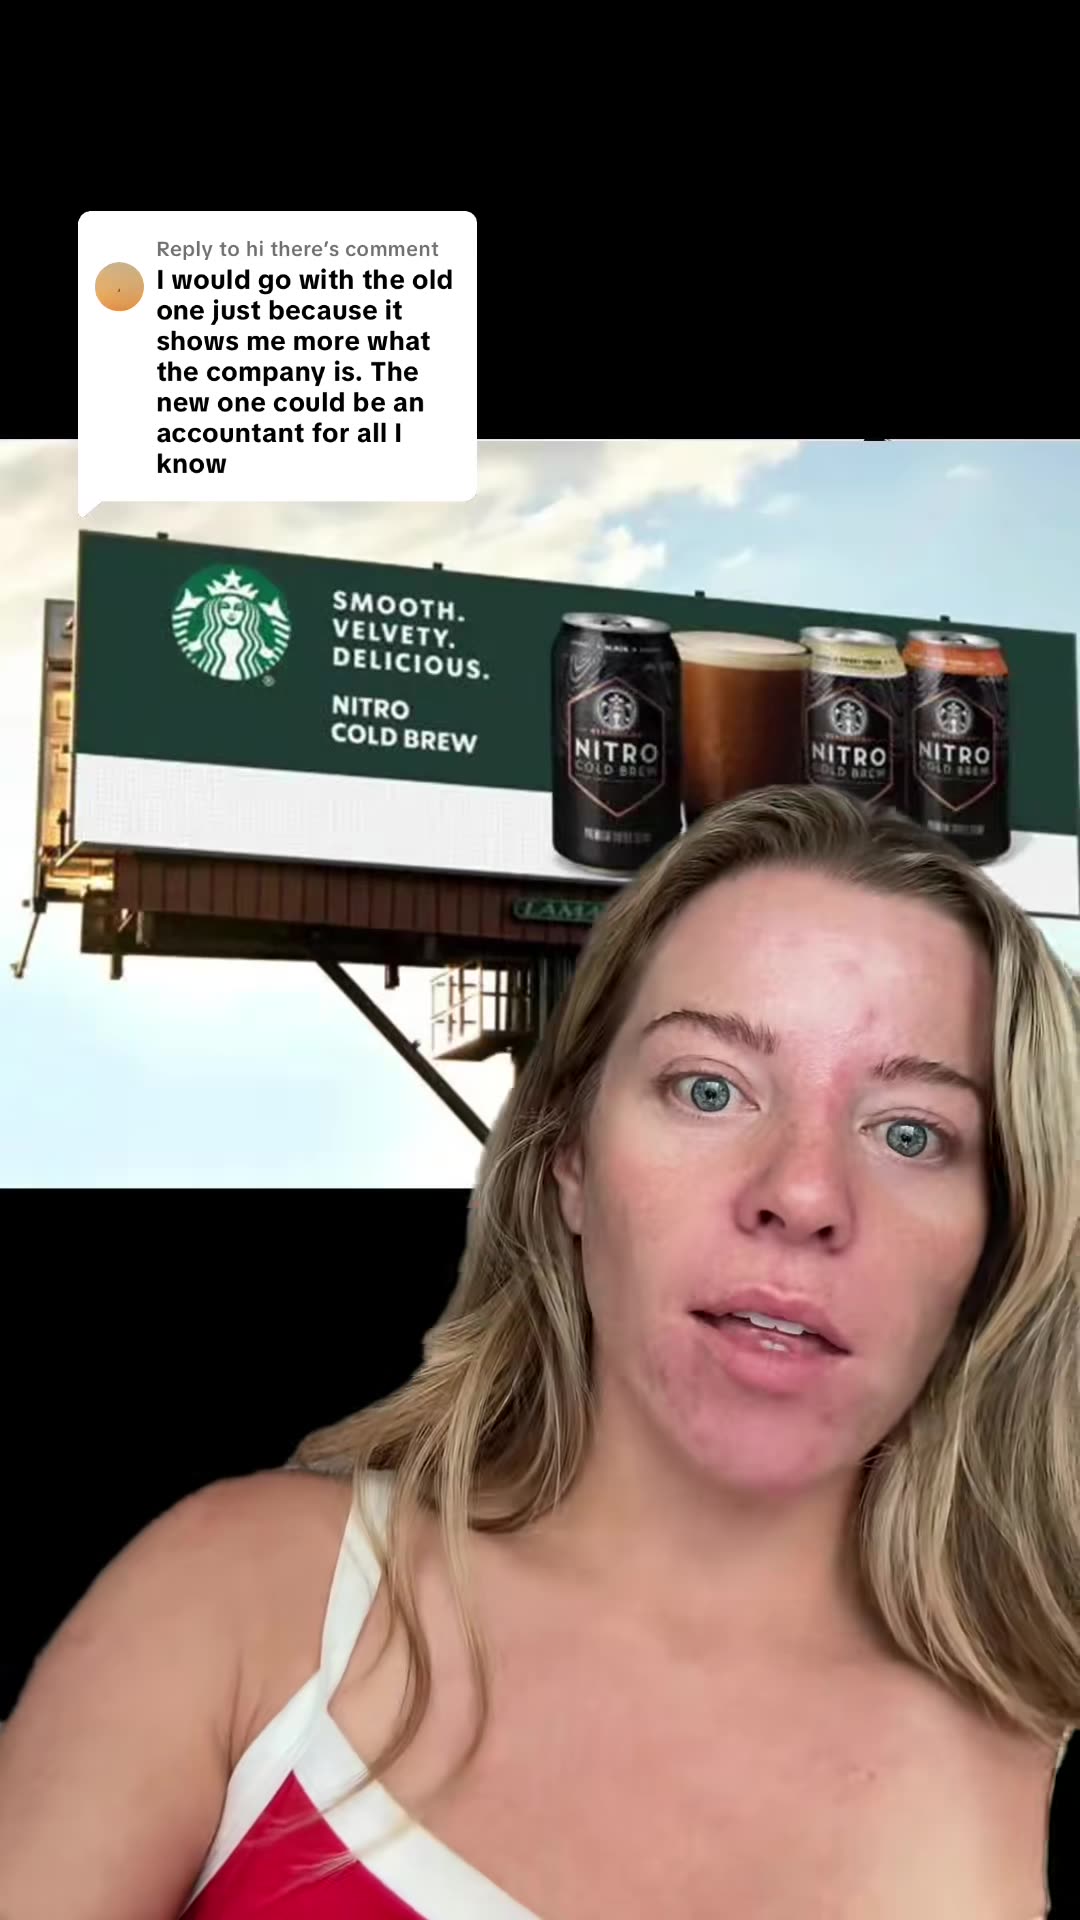 Reply to hi there’s comment
I would go with the old
one just because it
shows me more what
the company is. The
new one could be an
accountant for all I
know
SMOOTH.
VELVETY.
DELICIOUS.
NITRO
COLD BREW
®
NITRO
COLD BREW
NITRO
COLD BREW
NITRO
COLD BREW